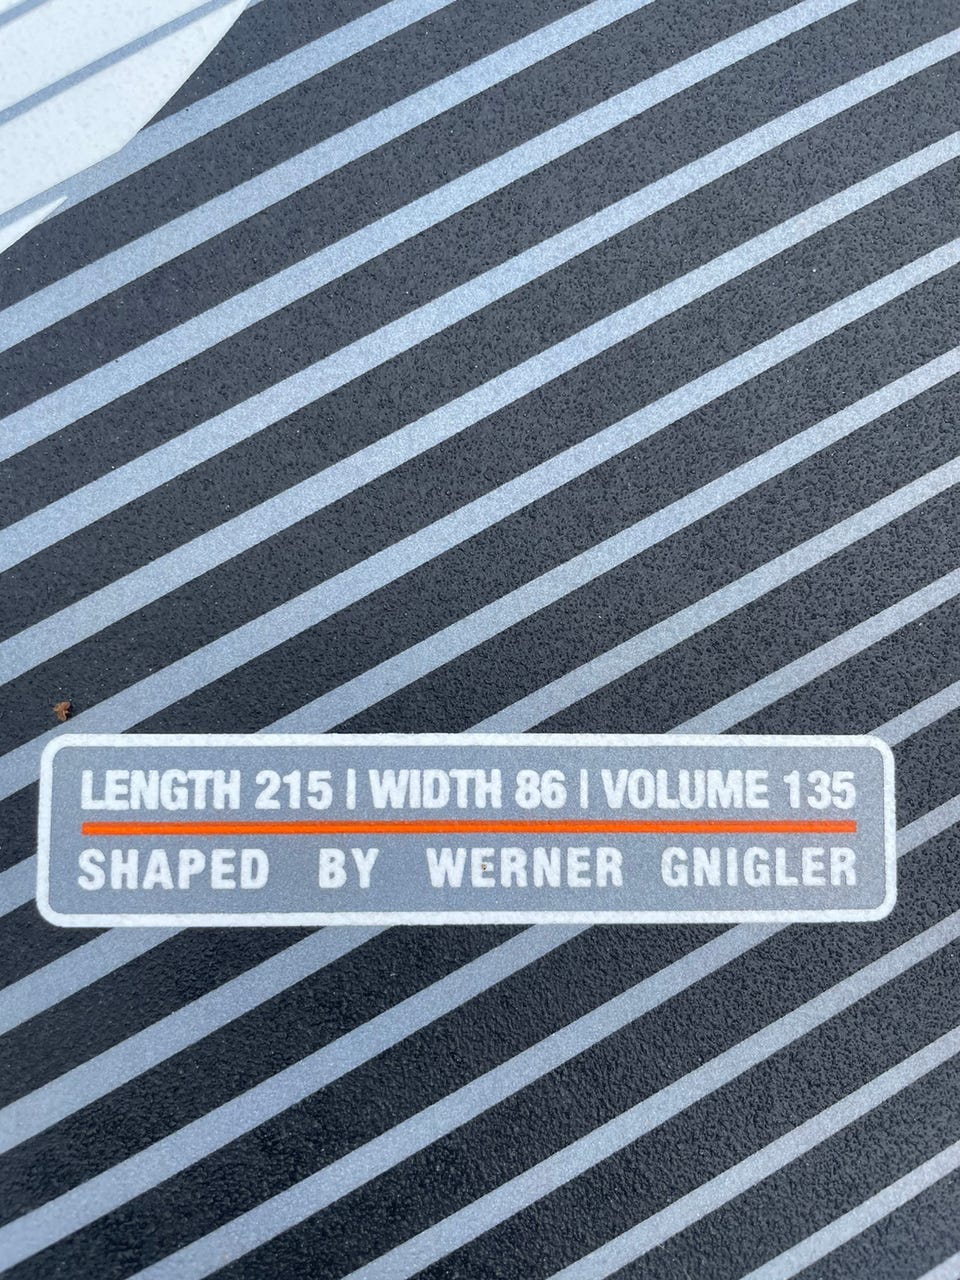 LENGTH 215 | WIDTH 86 | VOLUME 135
SHAPED BY WERNER GNIGLER